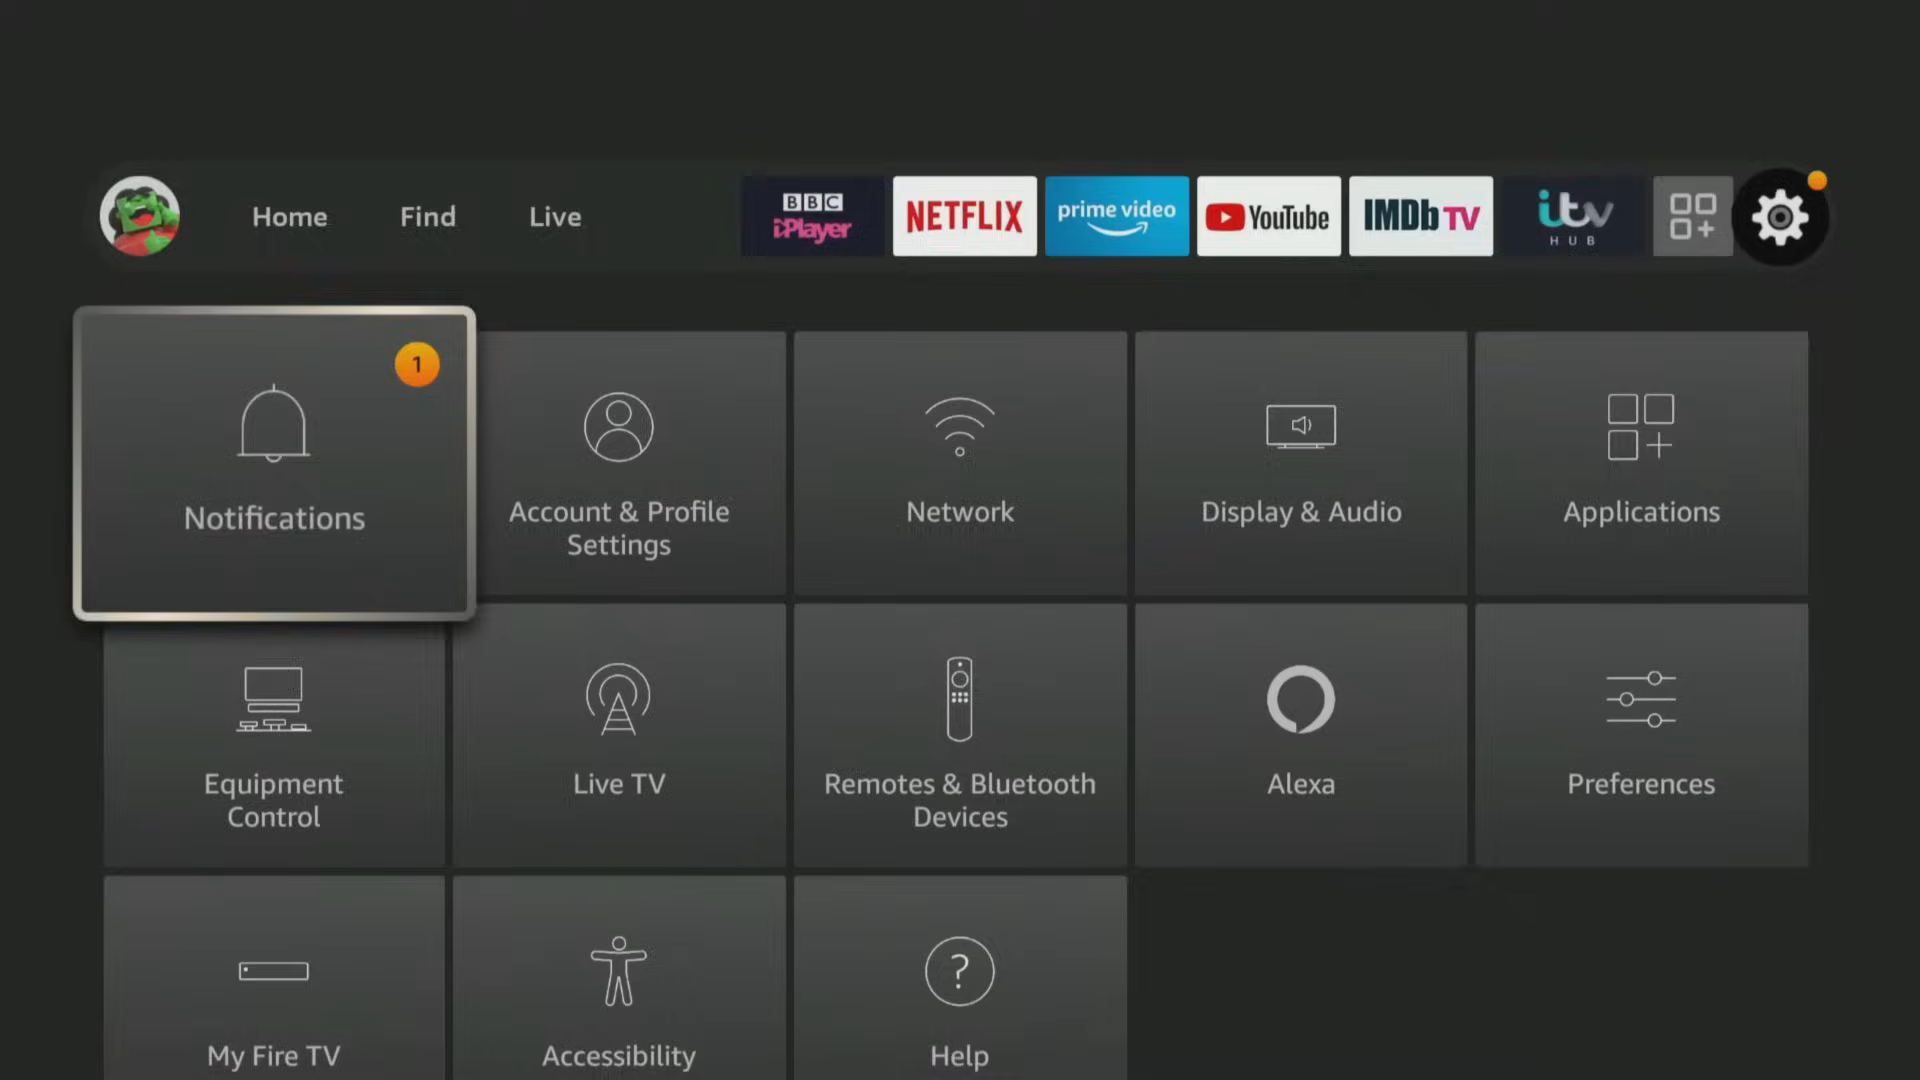 Home
Find
Live
BBC
iPLAYER
NETFLIX
prime video
YouTube
IMDb TV
itv
HUB
1
Notifications
Account & Profile
Settings
Network
Display & Audio
Applications
Equipment
Control
Live TV
Remotes & Bluetooth
Devices
Alexa
Preferences
My Fire TV
Accessibility
?
Help